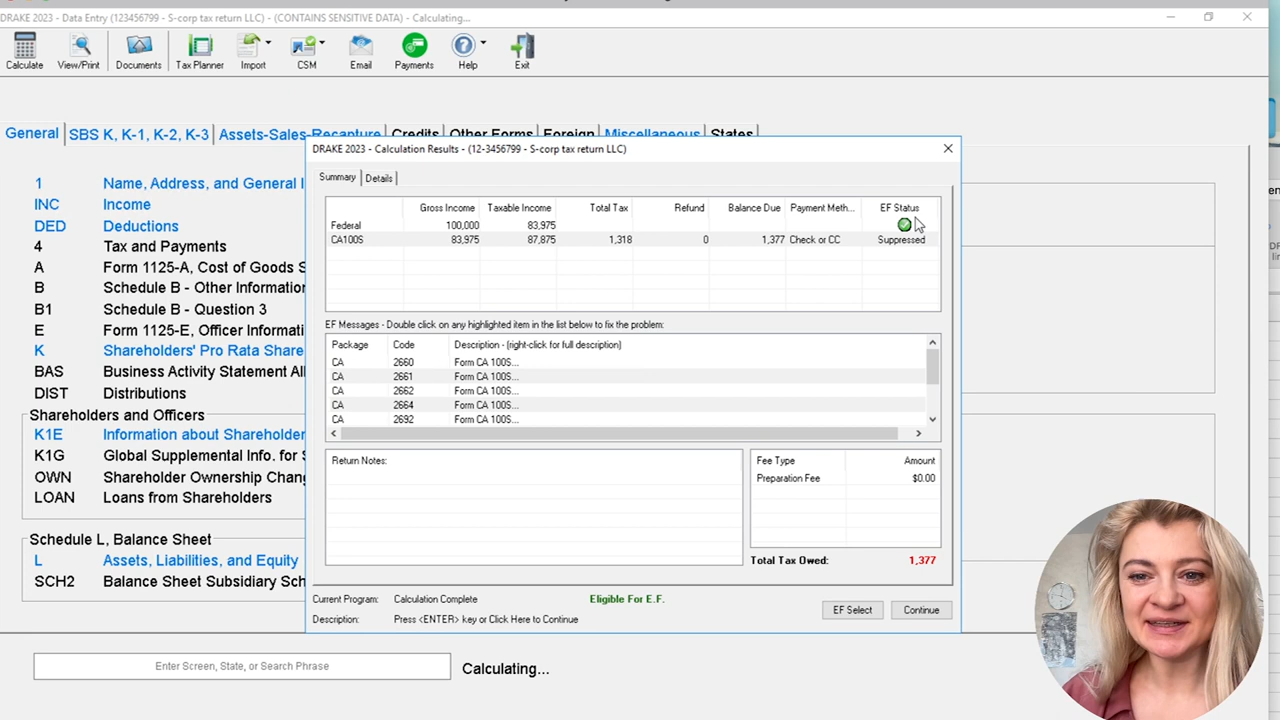 DRAKE 2023 - Data Entry (123456799 - S-corp tax return LLC) - (CONTAINS SENSITIVE DATA) - Calculating...
Calculate View/Print Documents Tax Planner Import CSM Email Payments Help Exit
General SBS K, K-1, K-2, K-3 Assets-Sales-Recapture Credits Other Forms Foreign Miscellaneous States
DRAKE 2023 - Calculation Results - (12-3456799 - S-corp tax return LLC)
Summary Details
Gross Income Taxable Income Total Tax Refund Balance Due Payment Meth... EF Status
Federal 100,000 83,975
CA100S 83,975 87,875 1,318 0 1,377 Check or CC Suppressed
EF Messages - Double click on any highlighted item in the list below to fix the problem:
Package Code Description - (right-click for full description)
CA 2660 Form CA 100S...
CA 2661 Form CA 100S...
CA 2662 Form CA 100S...
CA 2664 Form CA 100S...
CA 2692 Form CA 100S...
Return Notes:
Fee Type Amount
Preparation Fee $0.00
Total Tax Owed: 1,377
Current Program: Calculation Complete Eligible For E.F.
Description: Press <ENTER> key or Click Here to Continue
EF Select Continue
1 Name, Address, and General I
INC Income
DED Deductions
4 Tax and Payments
A Form 1125-A, Cost of Goods S
B Schedule B - Other Information
B1 Schedule B - Question 3
E Form 1125-E, Officer Informati
K Shareholders' Pro Rata Share
BAS Business Activity Statement All
DIST Distributions
Shareholders and Officers
K1E Information about Shareholder
K1G Global Supplemental Info. for S
OWN Shareholder Ownership Chang
LOAN Loans from Shareholders
Schedule L, Balance Sheet
L Assets, Liabilities, and Equity
SCH2 Balance Sheet Subsidiary Sch
Enter Screen, State, or Search Phrase
Calculating...